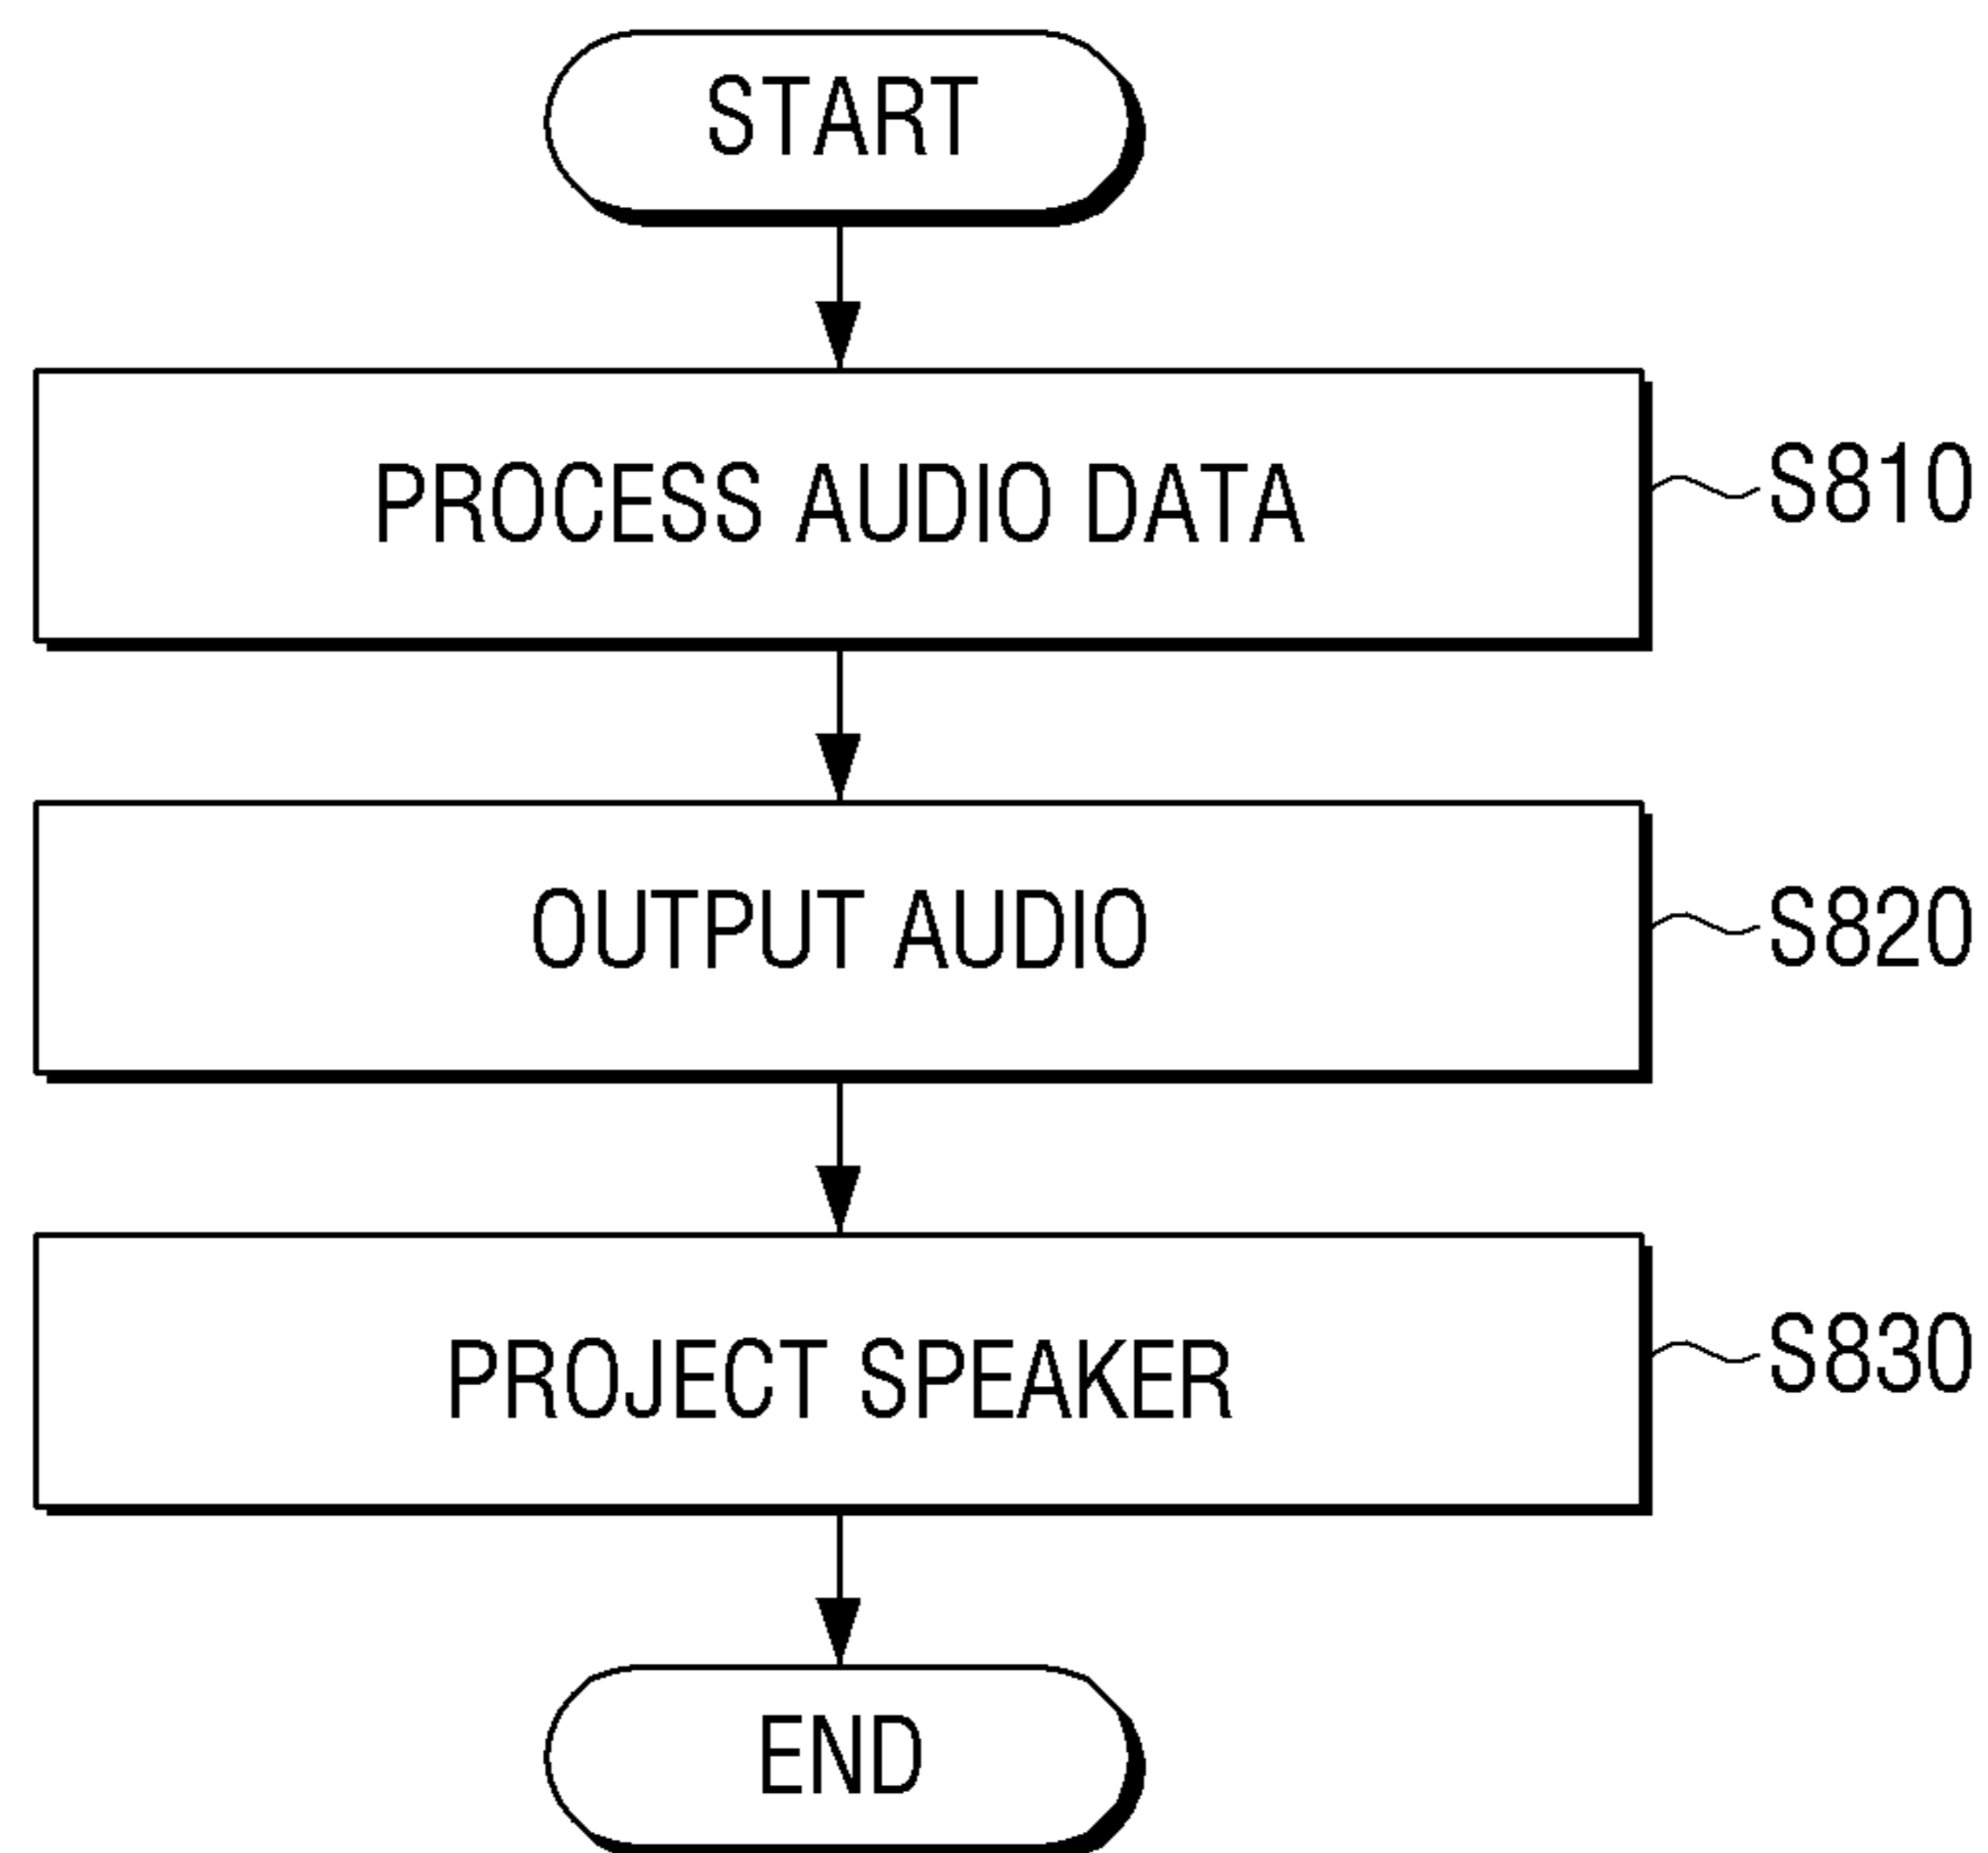 START
PROCESS AUDIO DATA
S810
OUTPUT AUDIO
S820
PROJECT SPEAKER
S830
END